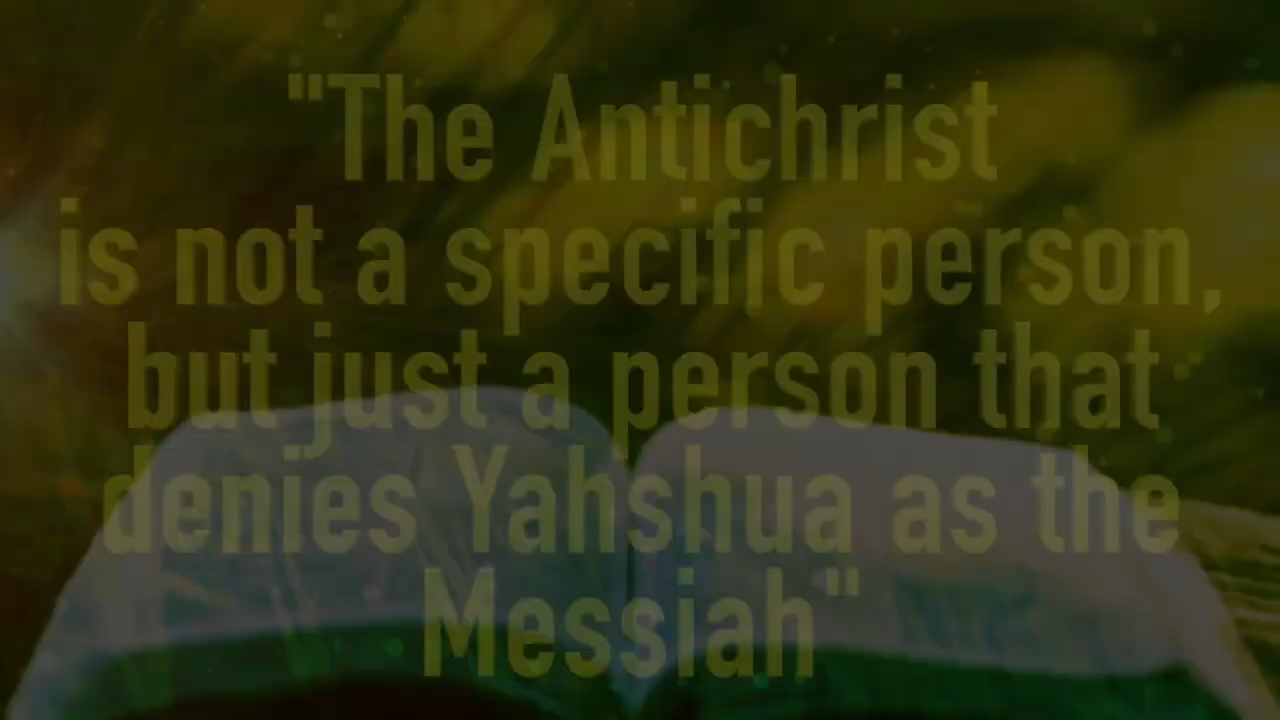 "The Antichrist
is not a specific person,
but just a person that
denies Yahshua as the
Messiah"